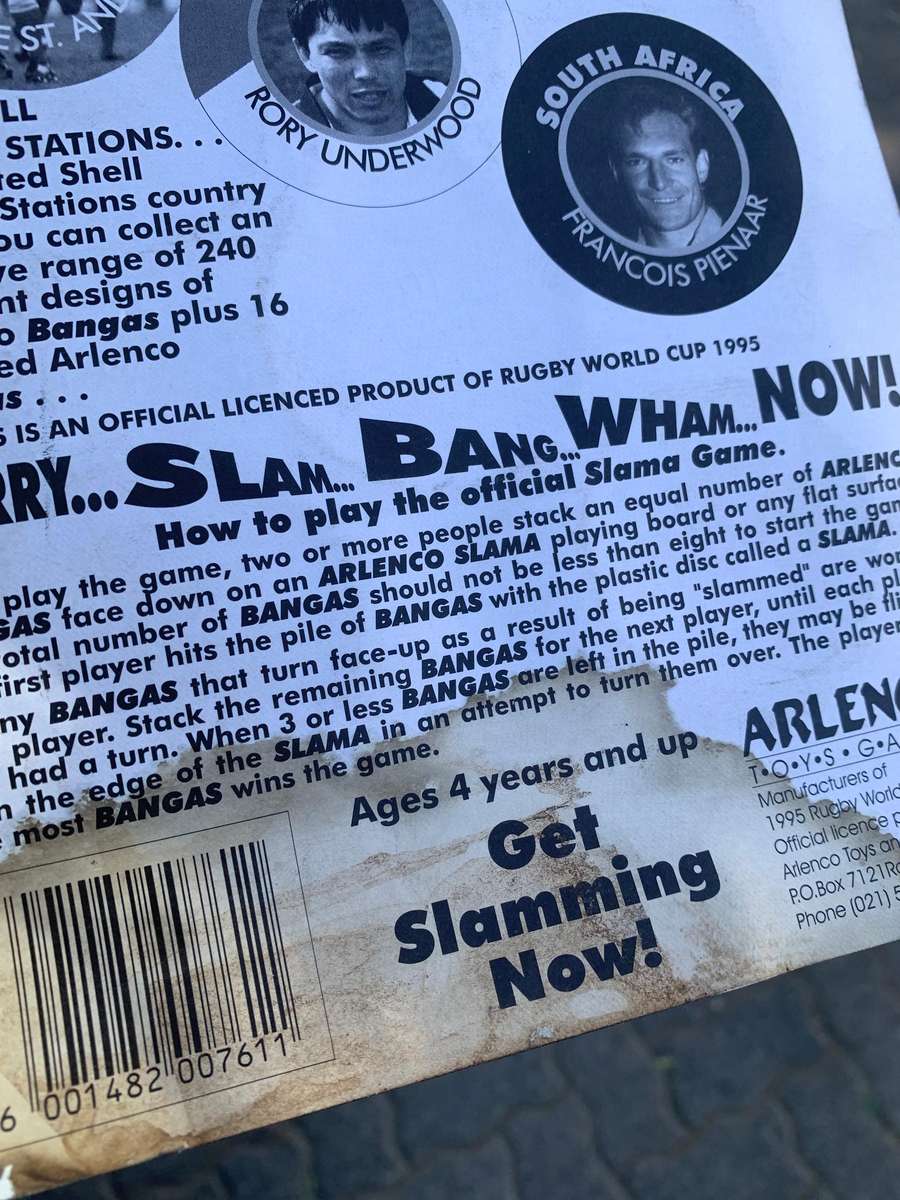 E ST. AND
RORY UNDERWOOD
SOUTH AFRICA
FRANCOIS PIENAAR
LL
STATIONS. . .
ted Shell
Stations country
ou can collect an
ve range of 240
nt designs of
o Bangas plus 16
ed Arlenco
as . . .
5 IS AN OFFICIAL LICENCED PRODUCT OF RUGBY WORLD CUP 1995
RRY... SLAM... BANG... WHAM... NOW!
How to play the official Slama Game.
play the game, two or more people stack an equal number of ARLENC
GAS face down on an ARLENCO SLAMA playing board or any flat surfa
otal number of BANGAS should not be less than eight to start the gam
first player hits the pile of BANGAS with the plastic disc called a SLAMA.
ny BANGAS that turn face-up as a result of being "slammed" are wo
player. Stack the remaining BANGAS for the next player, until each pl
had a turn. When 3 or less BANGAS are left in the pile, they may be fli
n the edge of the SLAMA in an attempt to turn them over. The player
e most BANGAS wins the game.
Ages 4 years and up
Get
Slamming
Now!
ARLENC
T•O•Y•S • G•A
Manufacturers of
1995 Rugby World
Official licence p
Arlenco Toys an
P.O.Box 7121 Ro
Phone (021) 5
6 001482 007611